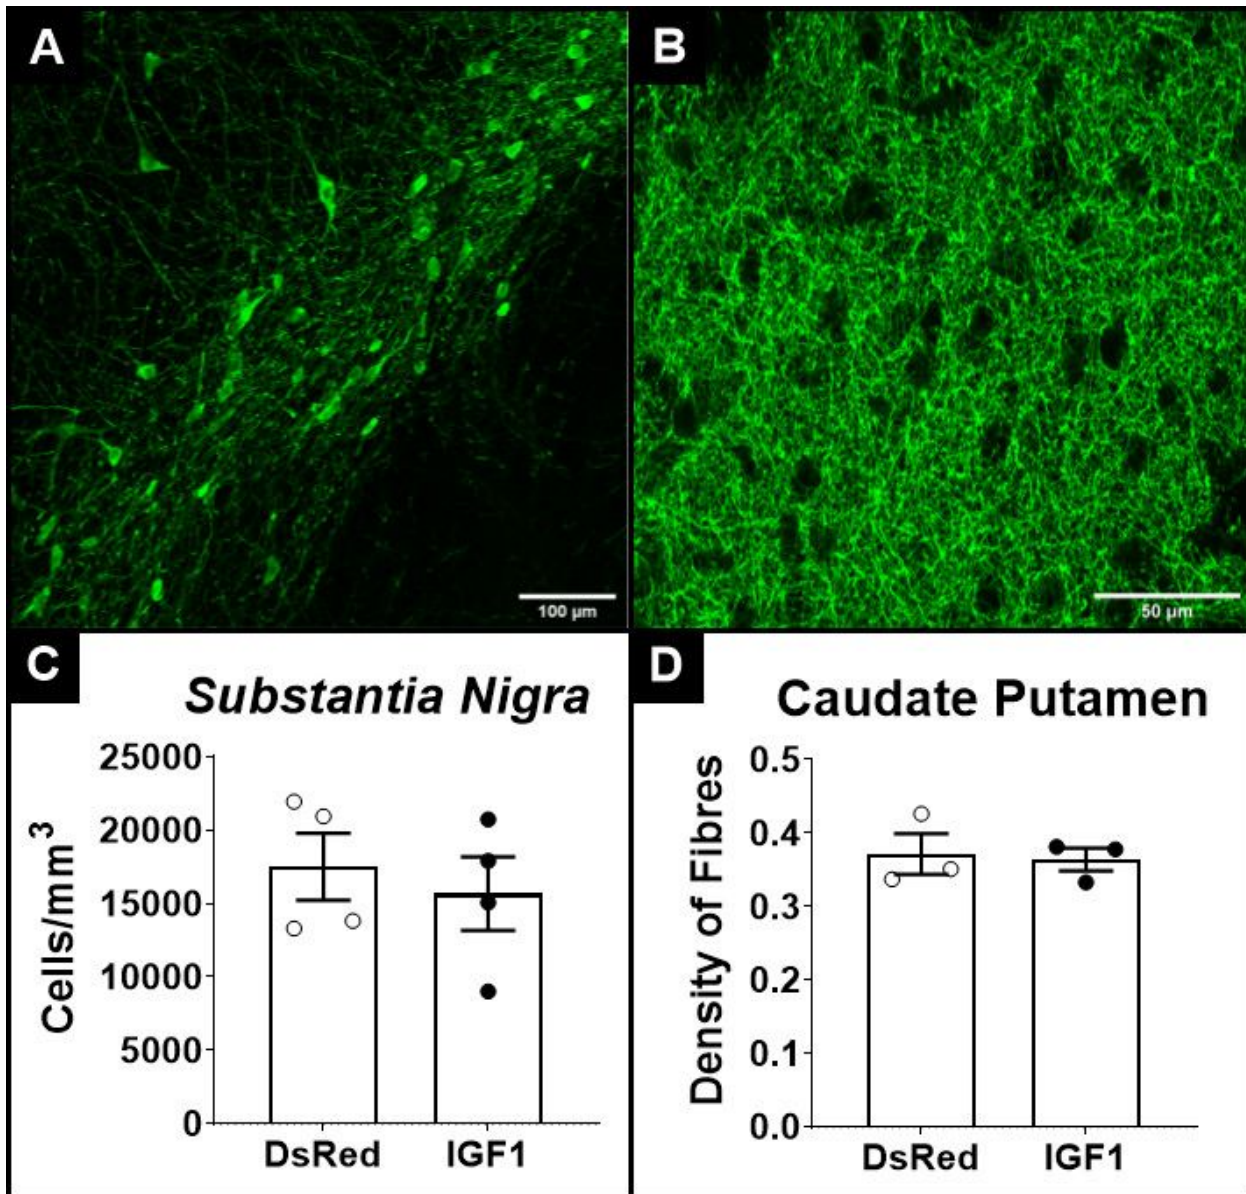 A
B
100 µm
50 µm
C
Substantia Nigra
25000
20000
15000
10000
5000
0
Cells/mm³
DsRed
IGF1
D
Caudate Putamen
0.5
0.4
0.3
0.2
0.1
0.0
Density of Fibres
DsRed
IGF1